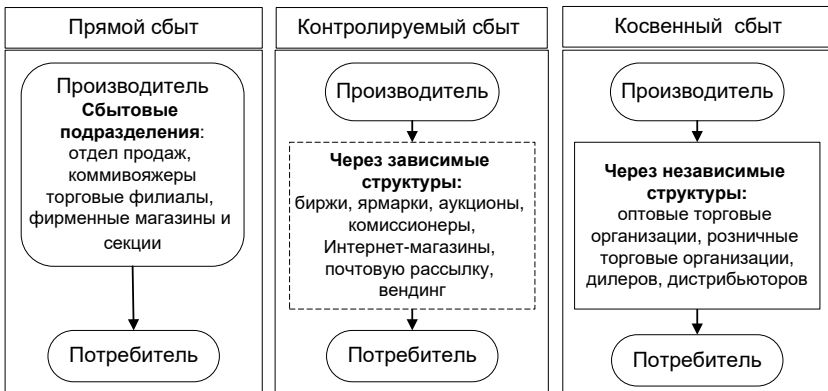 Прямой сбыт
Производитель
Сбытовые
подразделения:
отдел продаж,
коммивояжеры
торговые филиалы,
фирменные магазины и
секции
Потребитель
Контролируемый сбыт
Производитель
Через зависимые
структуры:
биржи, ярмарки, аукционы,
комиссионеры,
Интернет-магазины,
почтовую рассылку,
вендинг
Потребитель
Косвенный сбыт
Производитель
Через независимые
структуры:
оптовые торговые
организации, розничные
торговые организации,
дилеров, дистрибьюторов
Потребитель